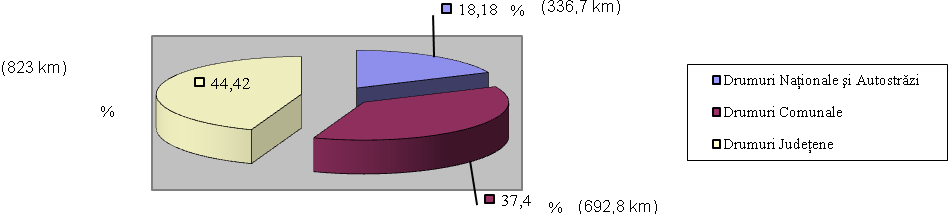 18,18 % (336,7 km)
(823 km)
44,42
%
Drumuri Naționale și Autostrăzi
Drumuri Comunale
Drumuri Județene
37,4 % (692,8 km)